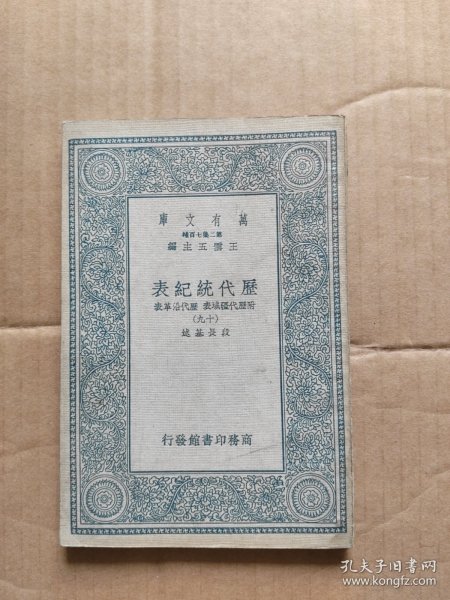 萬有文庫
第二集七百種
王雲五主編
歷代統紀表
附歷代疆域表 歷代沿革表
(十九)
段長基述
商務印書館發行
孔夫子旧书网
www.kongfz.com